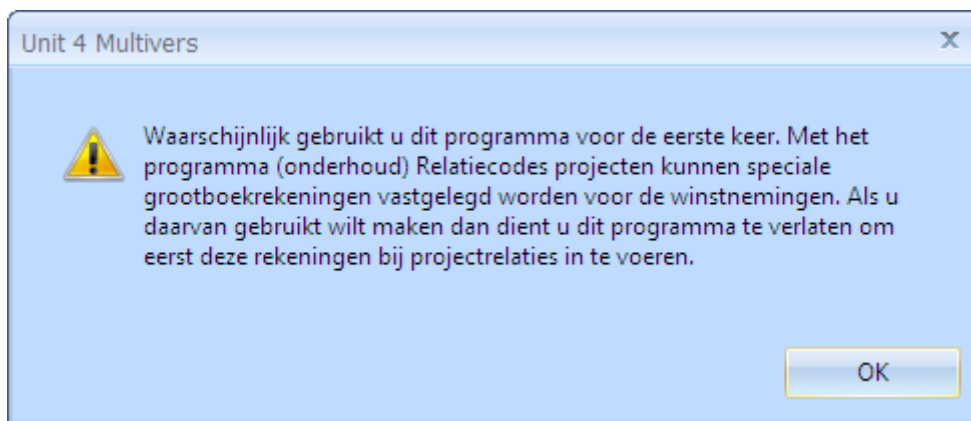 Unit 4 Multivers
Waarschijnlijk gebruikt u dit programma voor de eerste keer. Met het
programma (onderhoud) Relatiecodes projecten kunnen speciale
grootboekrekeningen vastgelegd worden voor de winstnemingen. Als u
daarvan gebruikt wilt maken dan dient u dit programma te verlaten om
eerst deze rekeningen bij projectrelaties in te voeren.
OK